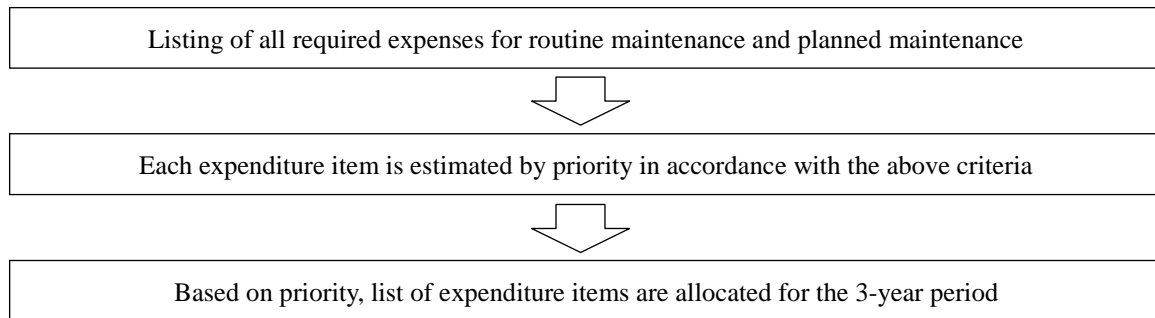 Listing of all required expenses for routine maintenance and planned maintenance
Each expenditure item is estimated by priority in accordance with the above criteria
Based on priority, list of expenditure items are allocated for the 3-year period